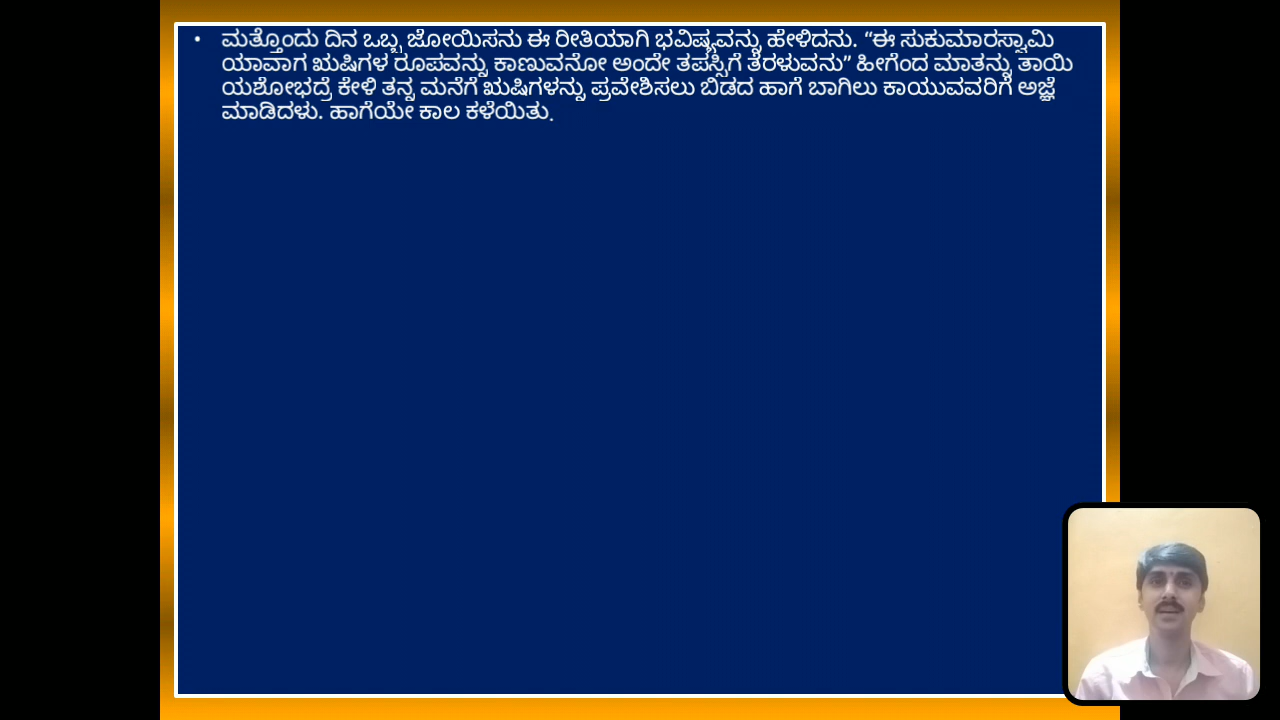 • ಮತ್ತೊಂದು ದಿನ ಒಬ್ಬ ಜೋಯಿಸನು ಈ ರೀತಿಯಾಗಿ ಭವಿಷ್ಯವನ್ನು ಹೇಳಿದನು. “ಈ ಸುಕುಮಾರಸ್ವಾಮಿ
ಯಾವಾಗ ಋಷಿಗಳ ರೂಪವನ್ನು ಕಾಣುವನೋ ಅಂದೇ ತಪಸ್ಸಿಗೆ ತೆರಳುವನು” ಹೀಗೆಂದ ಮಾತನ್ನು ತಾಯಿ
ಯಶೋಭದ್ರೆ ಕೇಳಿ ತನ್ನ ಮನೆಗೆ ಋಷಿಗಳನ್ನು ಪ್ರವೇಶಿಸಲು ಬಿಡದ ಹಾಗೆ ಬಾಗಿಲು ಕಾಯುವವರಿಗೆ ಅಜ್ಞೆ
ಮಾಡಿದಳು. ಹಾಗೆಯೇ ಕಾಲ ಕಳೆಯಿತು.